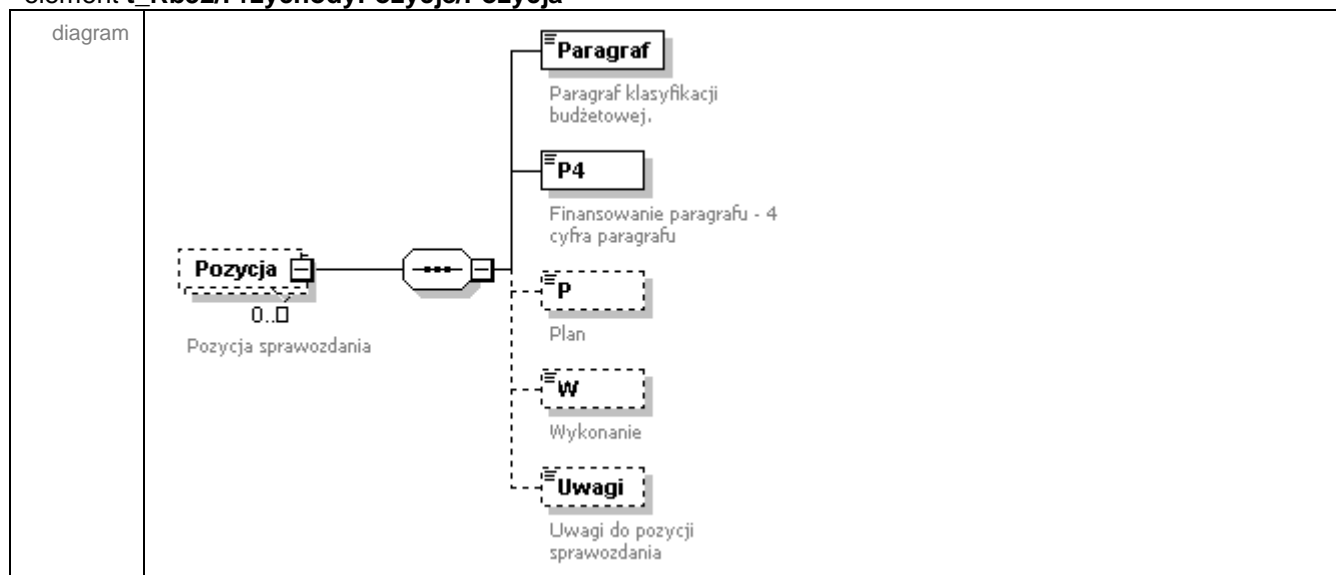 diagram
Paragraf
Paragraf klasyfikacji
budżetowej.
P4
Finansowanie paragrafu - 4
cyfra paragrafu
Pozycja
0..
Pozycja sprawozdania
P
Plan
W
Wykonanie
Uwagi
Uwagi do pozycji
sprawozdania